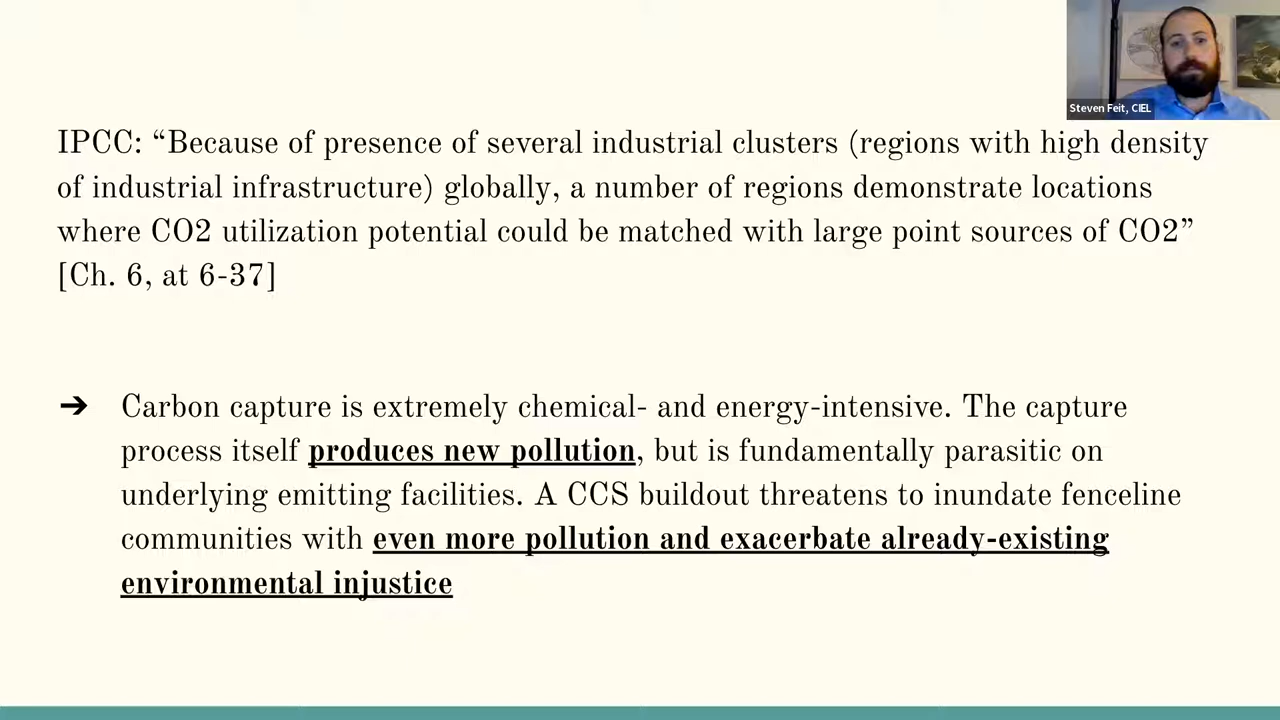 Steven Feit, CIEL
IPCC: “Because of presence of several industrial clusters (regions with high density
of industrial infrastructure) globally, a number of regions demonstrate locations
where CO2 utilization potential could be matched with large point sources of CO2”
[Ch. 6, at 6-37]
➔ Carbon capture is extremely chemical- and energy-intensive. The capture
process itself produces new pollution, but is fundamentally parasitic on
underlying emitting facilities. A CCS buildout threatens to inundate fenceline
communities with even more pollution and exacerbate already-existing
environmental injustice